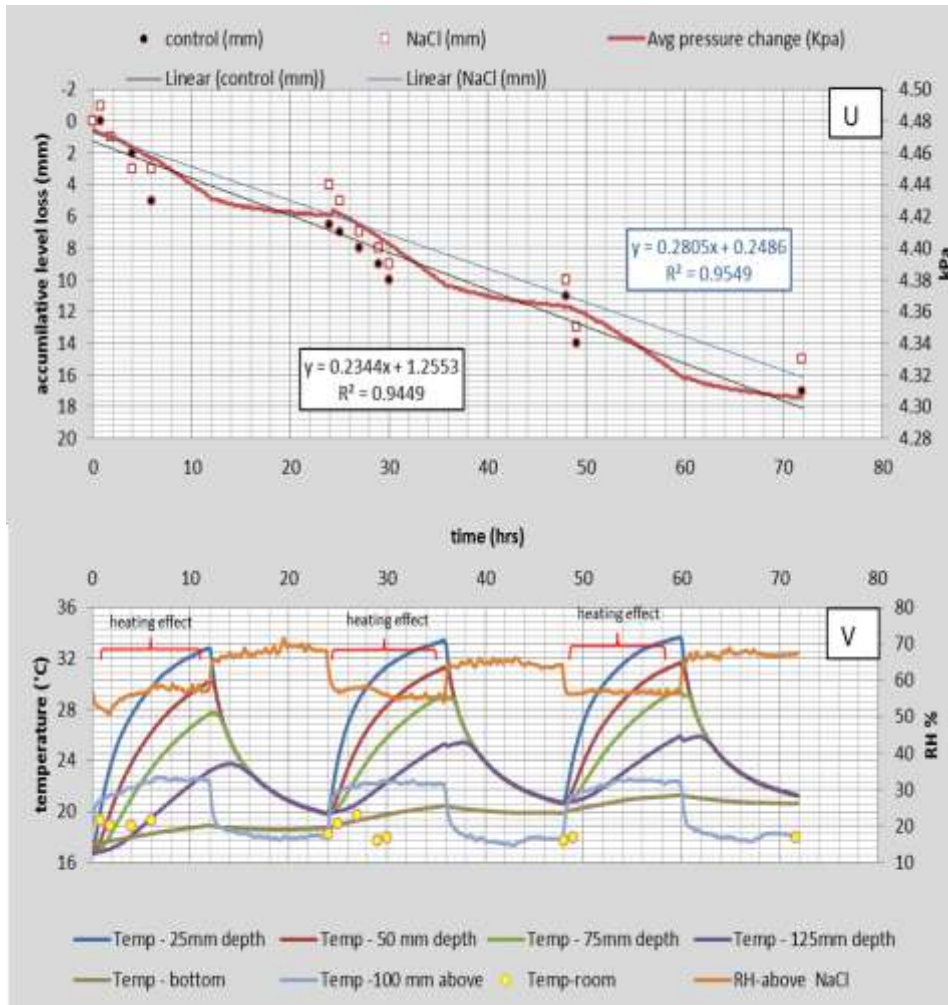 control (mm) NaCl (mm) Avg pressure change (Kpa)
Linear (control (mm)) Linear (NaCl (mm))
U
accumilative level loss (mm)
-2
0
2
4
6
8
10
12
14
16
18
20
4.50
4.48
4.46
4.44
4.42
4.40
4.38
4.36
4.34
4.32
4.30
4.28
kPa
y = 0.2805x + 0.2486
R² = 0.9549
y = 0.2344x + 1.2553
R² = 0.9449
0 10 20 30 40 50 60 70 80
time (hrs)
0 10 20 30 40 50 60 70 80
V
temperature (°C)
36
32
28
24
20
16
80
70
60
50
40
30
20
10
RH %
heating effect heating effect heating effect
Temp - 25mm depth Temp - 50 mm depth Temp - 75mm depth Temp - 125mm depth
Temp - bottom Temp -100 mm above Temp-room RH-above NaCl